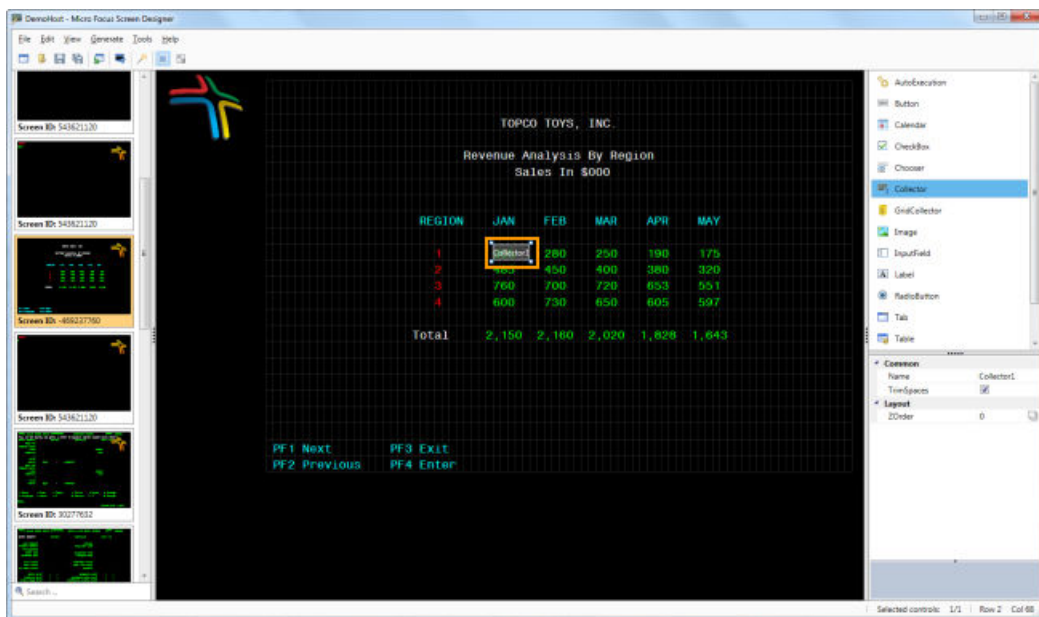 DemoHost - Micro Focus Screen Designer
File Edit View Generate Tools Help
Screen ID: 543621120
Screen ID: 543621120
Screen ID: -469237760
Screen ID: 543621120
Screen ID: 30277652
Search...
TOPCO TOYS, INC.
Revenue Analysis By Region
Sales In $000
REGION JAN FEB MAR APR MAY
1 Collector1 280 250 190 175
2 485 450 400 380 320
3 760 700 720 653 551
4 600 730 650 605 597
Total 2,150 2,160 2,020 1,828 1,643
PF1 Next PF3 Exit
PF2 Previous PF4 Enter
AutoExecution
Button
Calendar
CheckBox
Chooser
Collector
GridCollector
Image
InputField
Label
RadioButton
Tab
Table
Common
Name Collector1
TrimSpaces
Layout
ZOrder 0
Selected controls: 1/1 Row 2 Col 68